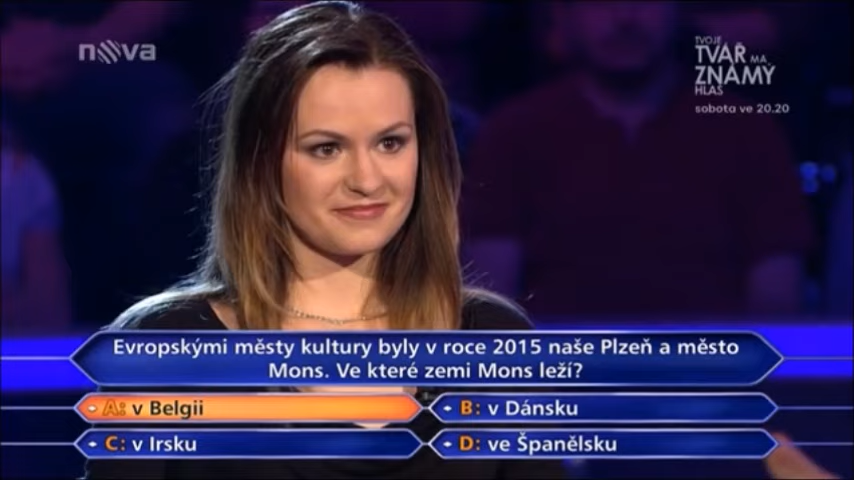 nova
TVOJE
TVÁŘ MÁ
ZNÁMÝ
HLAS
sobota ve 20.20
Evropskými městy kultury byly v roce 2015 naše Plzeň a město
Mons. Ve které zemi Mons leží?
A: v Belgii
B: v Dánsku
C: v Irsku
D: ve Španělsku